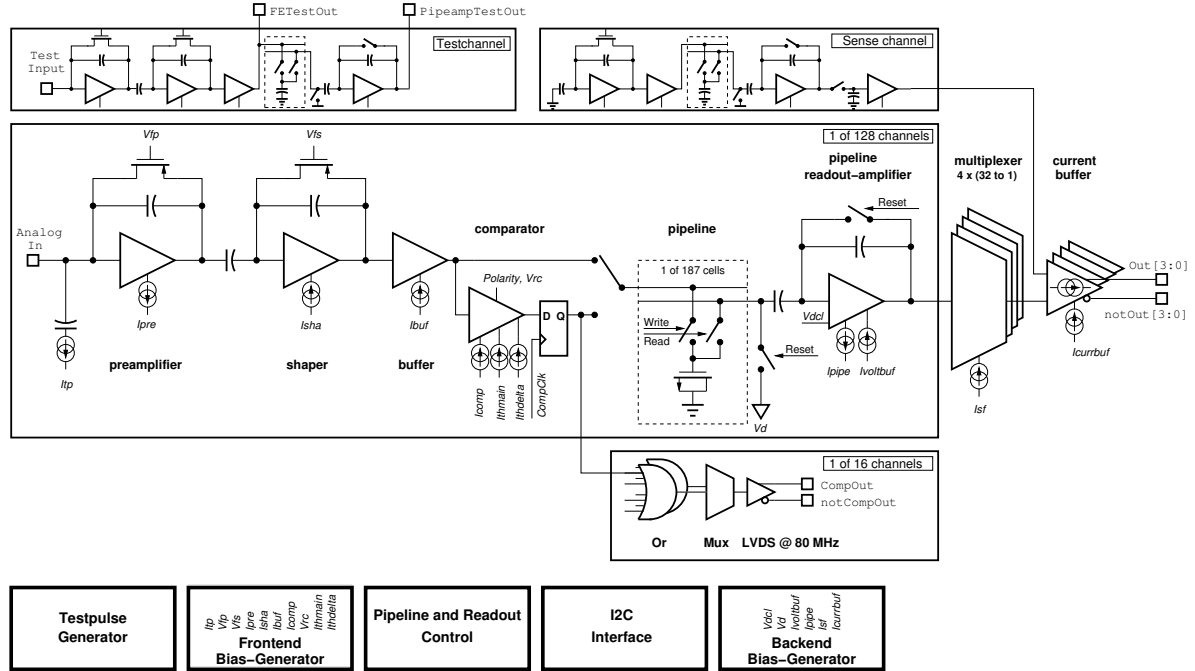 FETestOut
PipeampTestOut
Test
Input
Testchannel
Sense channel
1 of 128 channels
Vfp
Vfs
pipeline
readout−amplifier
multiplexer
4 x (32 to 1)
current
buffer
Reset
Analog
In
comparator
pipeline
1 of 187 cells
Polarity, Vrc
D Q
Write
Read
Reset
Vdcl
Out[3:0]
notOut[3:0]
Ipre
Isha
Ibuf
Icomp
Ithmain
Ithdelta
CompClk
Ipipe
Ivoltbuf
Icurrbuf
Itp
preamplifier
shaper
buffer
Vd
Isf
1 of 16 channels
CompOut
notCompOut
Or
Mux
LVDS @ 80 MHz
Testpulse
Generator
Itp
Vfp
Vfs
Ipre
Isha
Ibuf
Icomp
Vrc
Ithmain
Ithdelta
Frontend
Bias−Generator
Pipeline and Readout
Control
I2C
Interface
Vdcl
Vd
Ivoltbuf
Ipipe
Isf
Icurrbuf
Backend
Bias−Generator